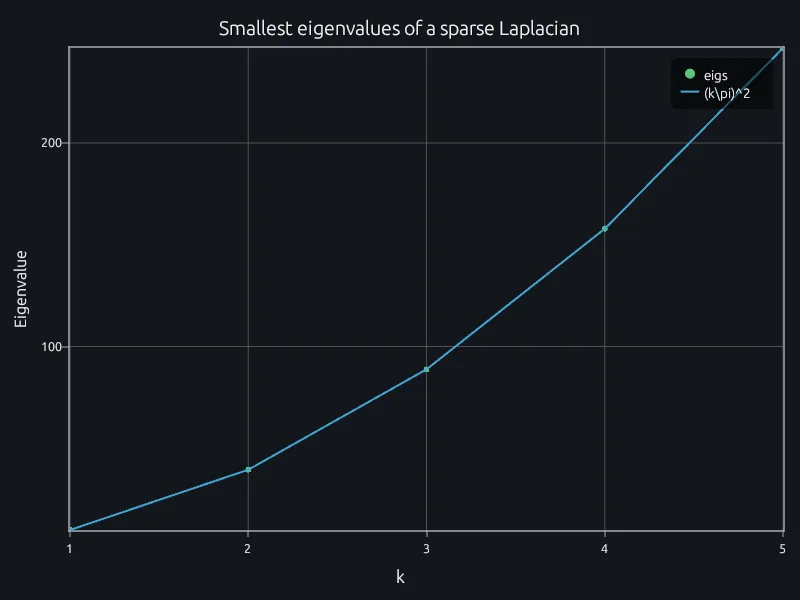 Smallest eigenvalues of a sparse Laplacian
eigs
(k\pi)^2
200
100
Eigenvalue
1 2 3 4 5
k